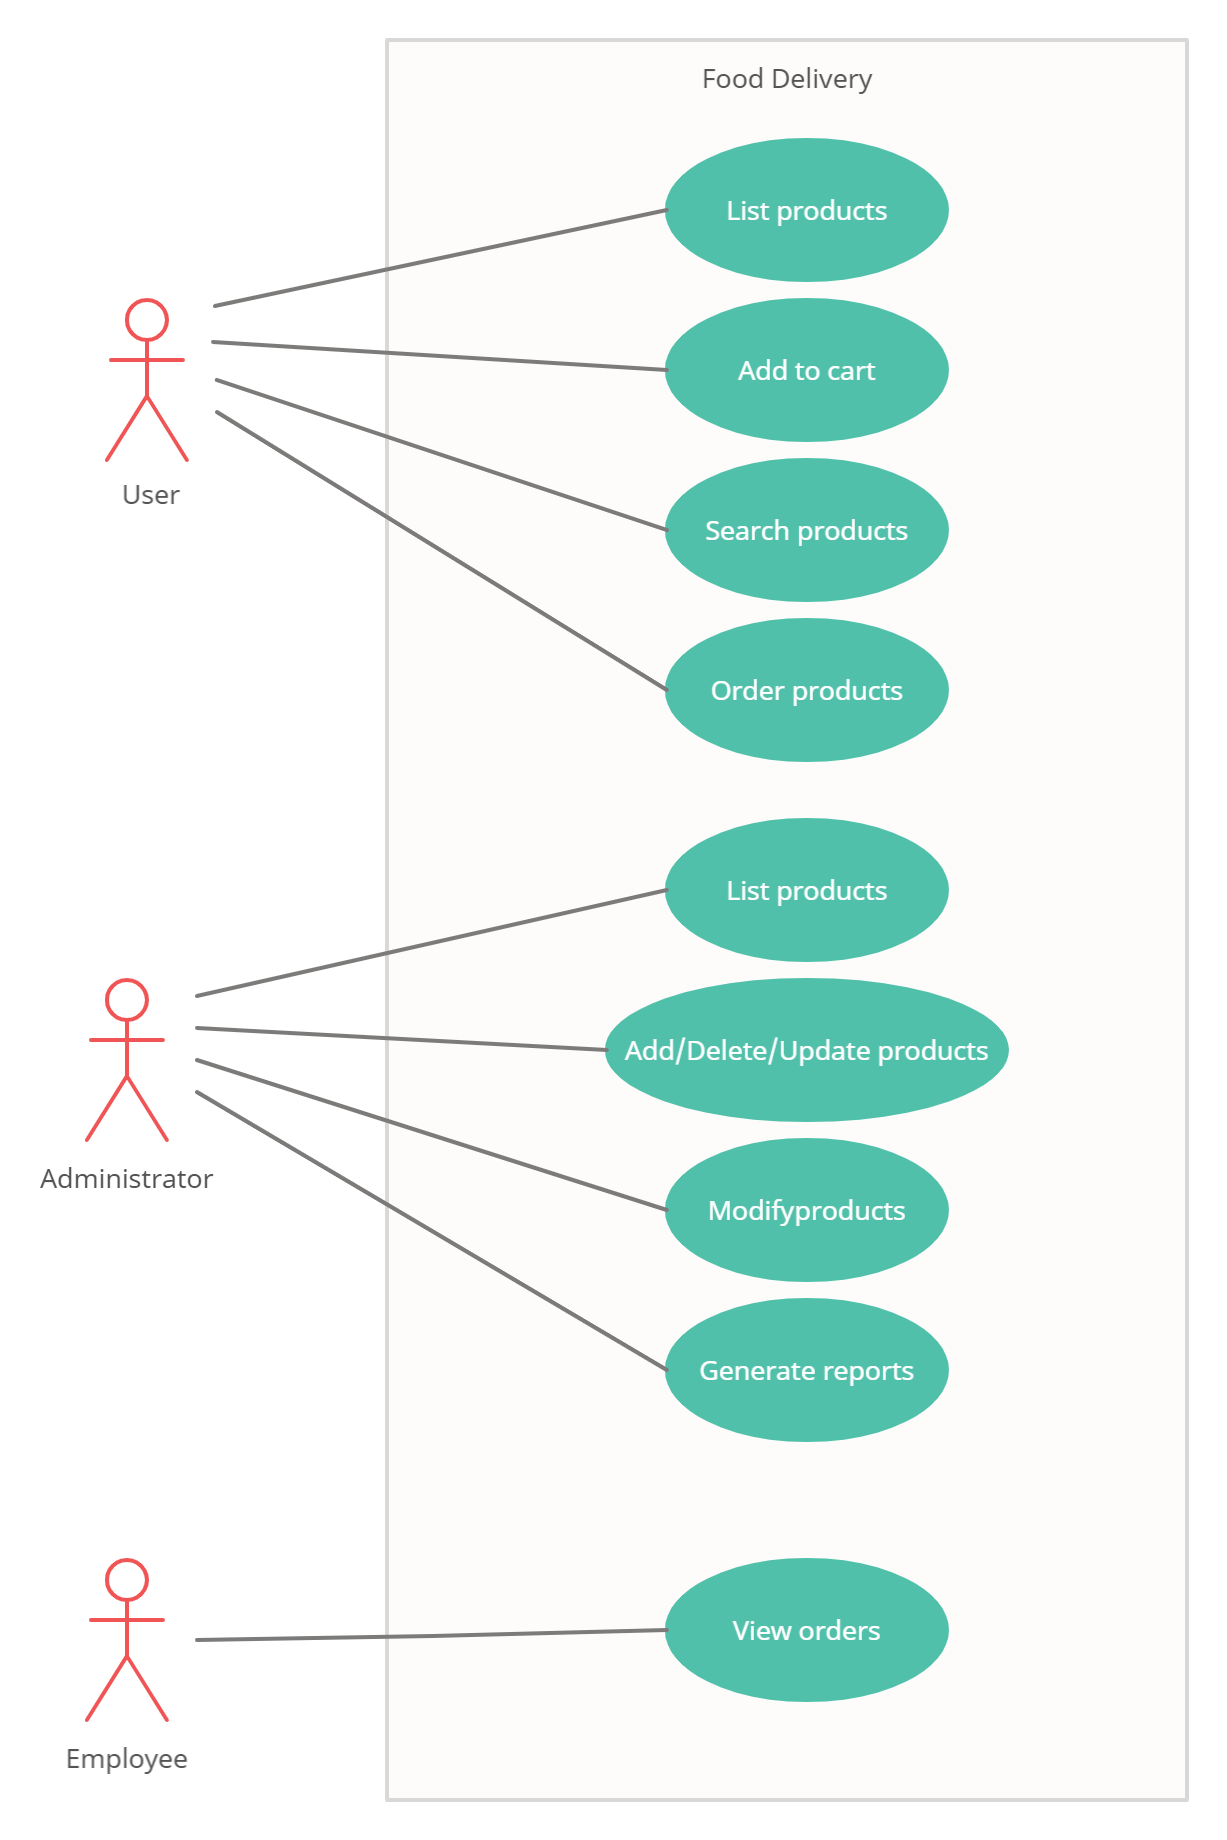 Food Delivery
List products
Add to cart
User
Search products
Order products
List products
Add/Delete/Update products
Administrator
Modifyproducts
Generate reports
View orders
Employee